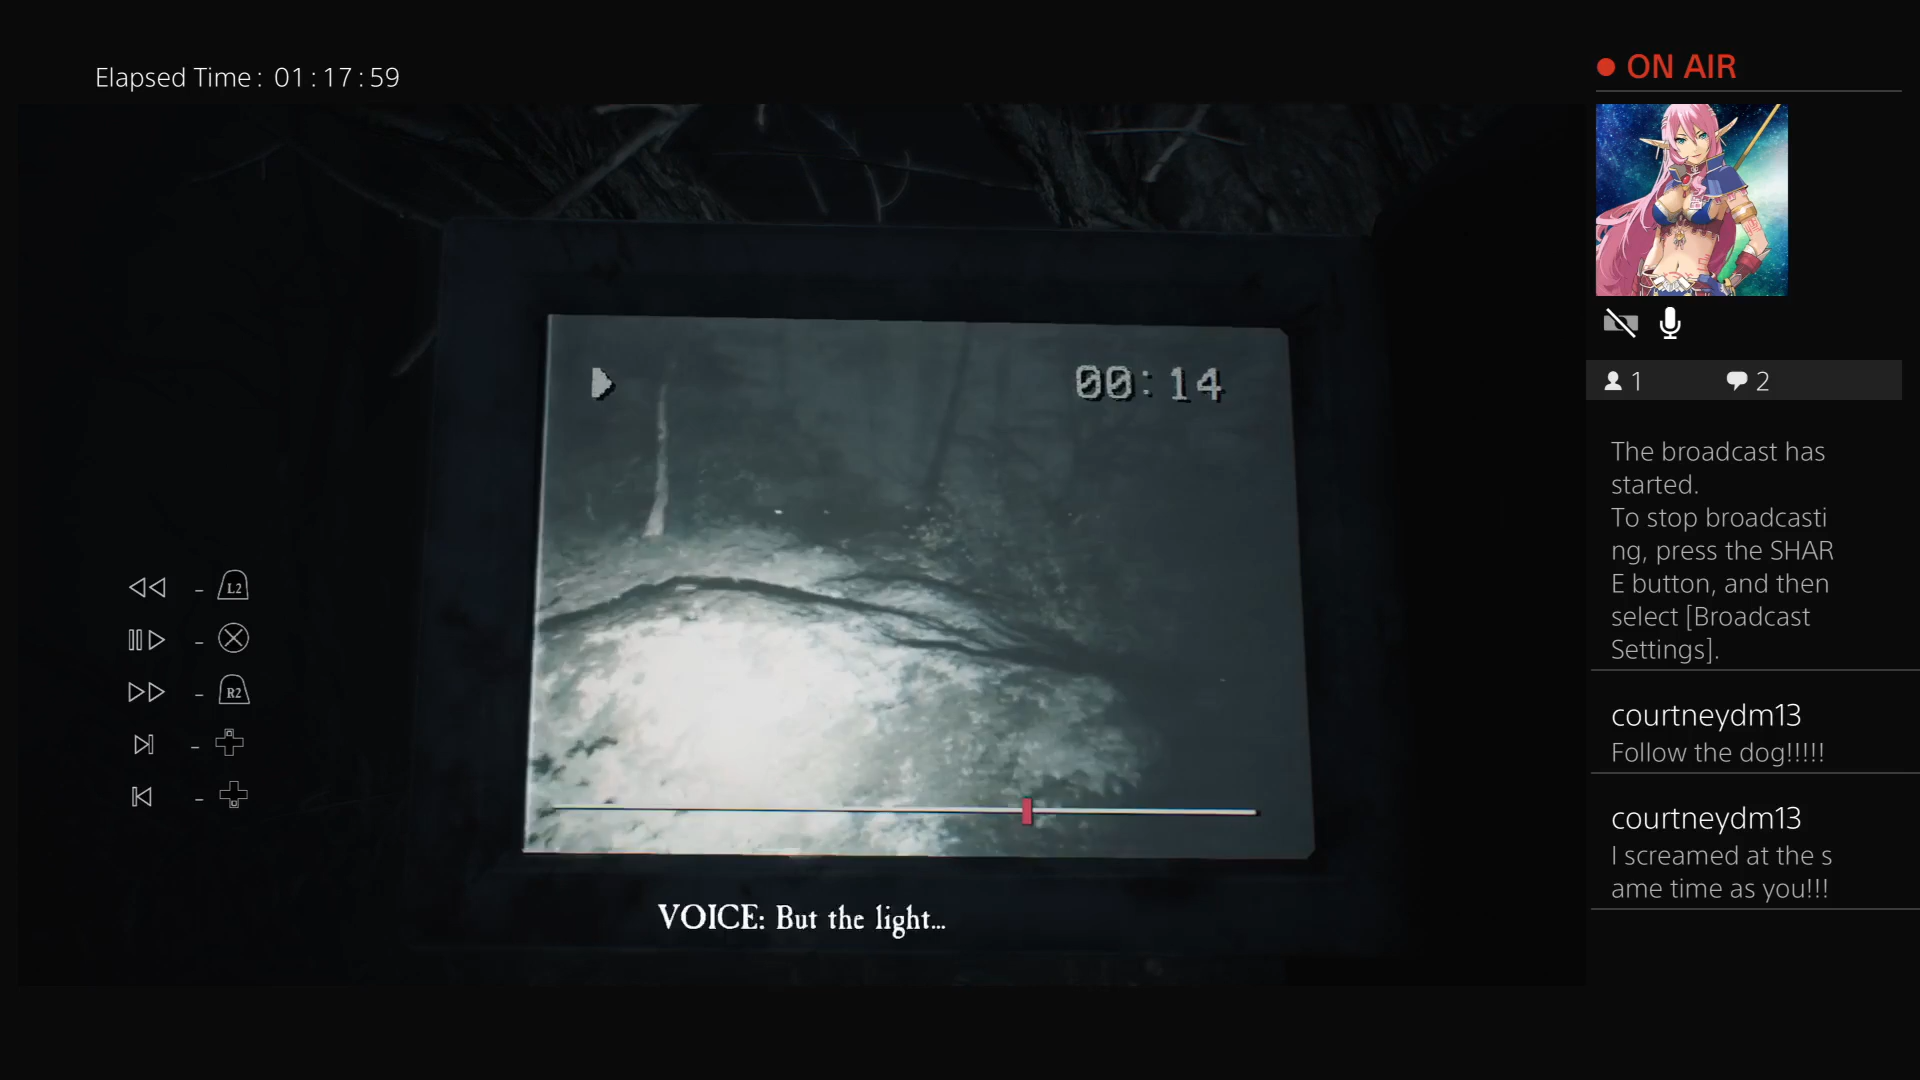 Elapsed Time: 01:17:59
ON AIR
1 2
00:14
L2
R2
VOICE: But the light...
The broadcast has
started.
To stop broadcasti
ng, press the SHAR
E button, and then
select [Broadcast
Settings].
courtneydm13
Follow the dog!!!!!
courtneydm13
I screamed at the s
ame time as you!!!